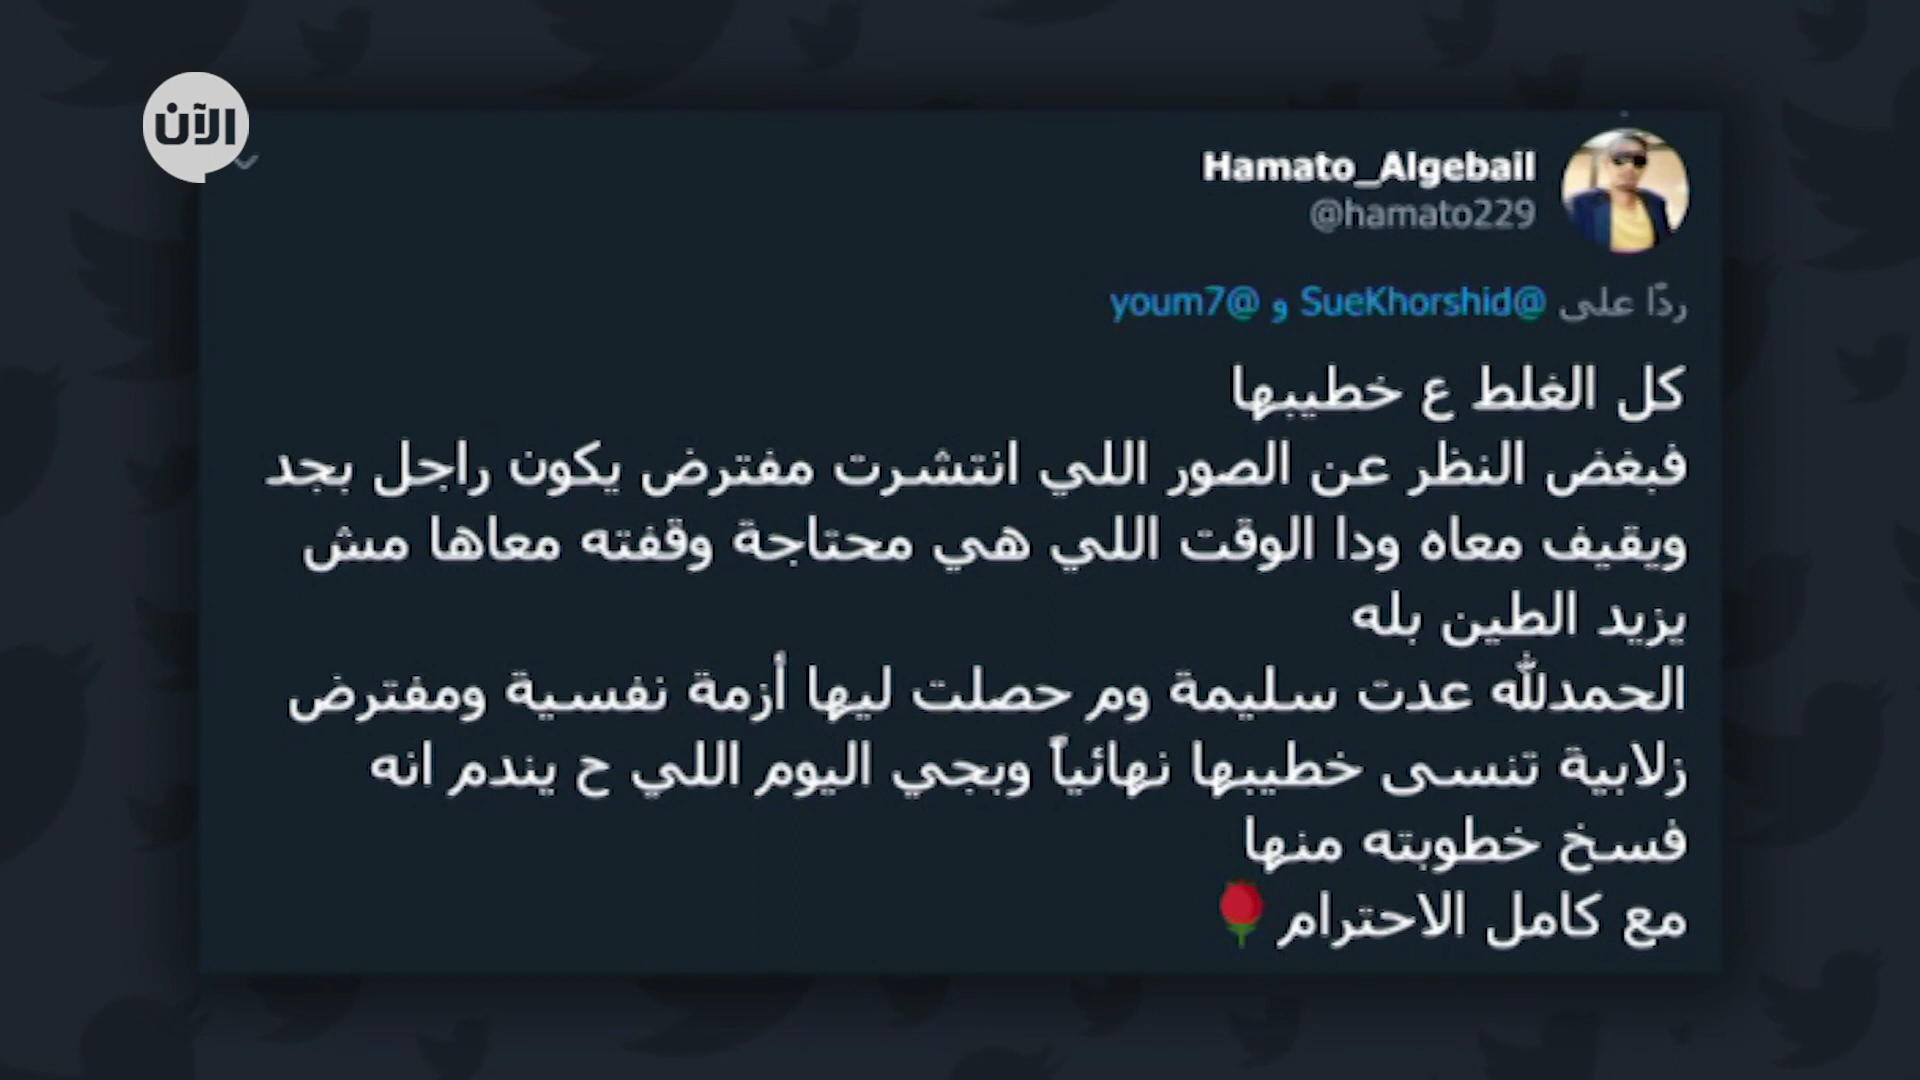 الآن
Hamato_Algebail
@hamato229
ردًا على @SueKhorshid و @youm7
كل الغلط ع خطيبها
فبغض النظر عن الصور اللي انتشرت مفترض يكون راجل بجد
ويقيف معاه ودا الوقت اللي هي محتاجة وقفته معاها مش
يزيد الطين بله
الحمدلله عدت سليمة وم حصلت ليها أزمة نفسية ومفترض
زلابية تنسى خطيبها نهائياً ويجي اليوم اللي ح يندم انه
فسخ خطوبته منها
مع كامل الاحترام🌹